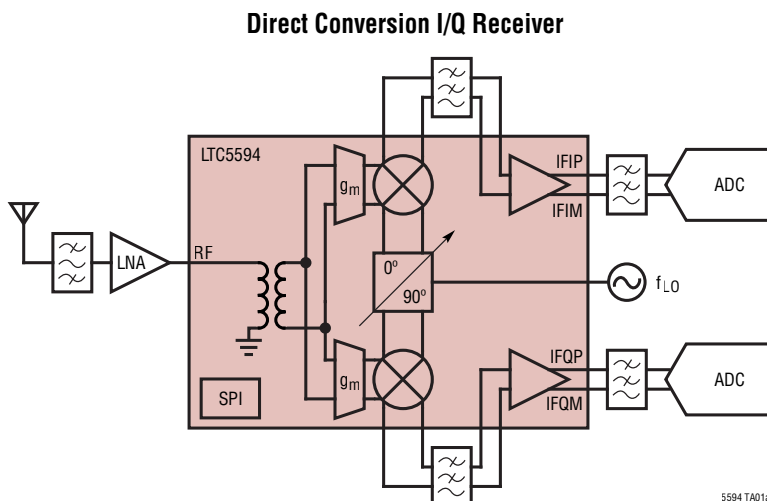 Direct Conversion I/Q Receiver
LTC5594
gm
IFIP
IFIM
ADC
LNA
RF
0º
90º
fLO
gm
SPI
IFQP
IFQM
ADC
5594 TA01a